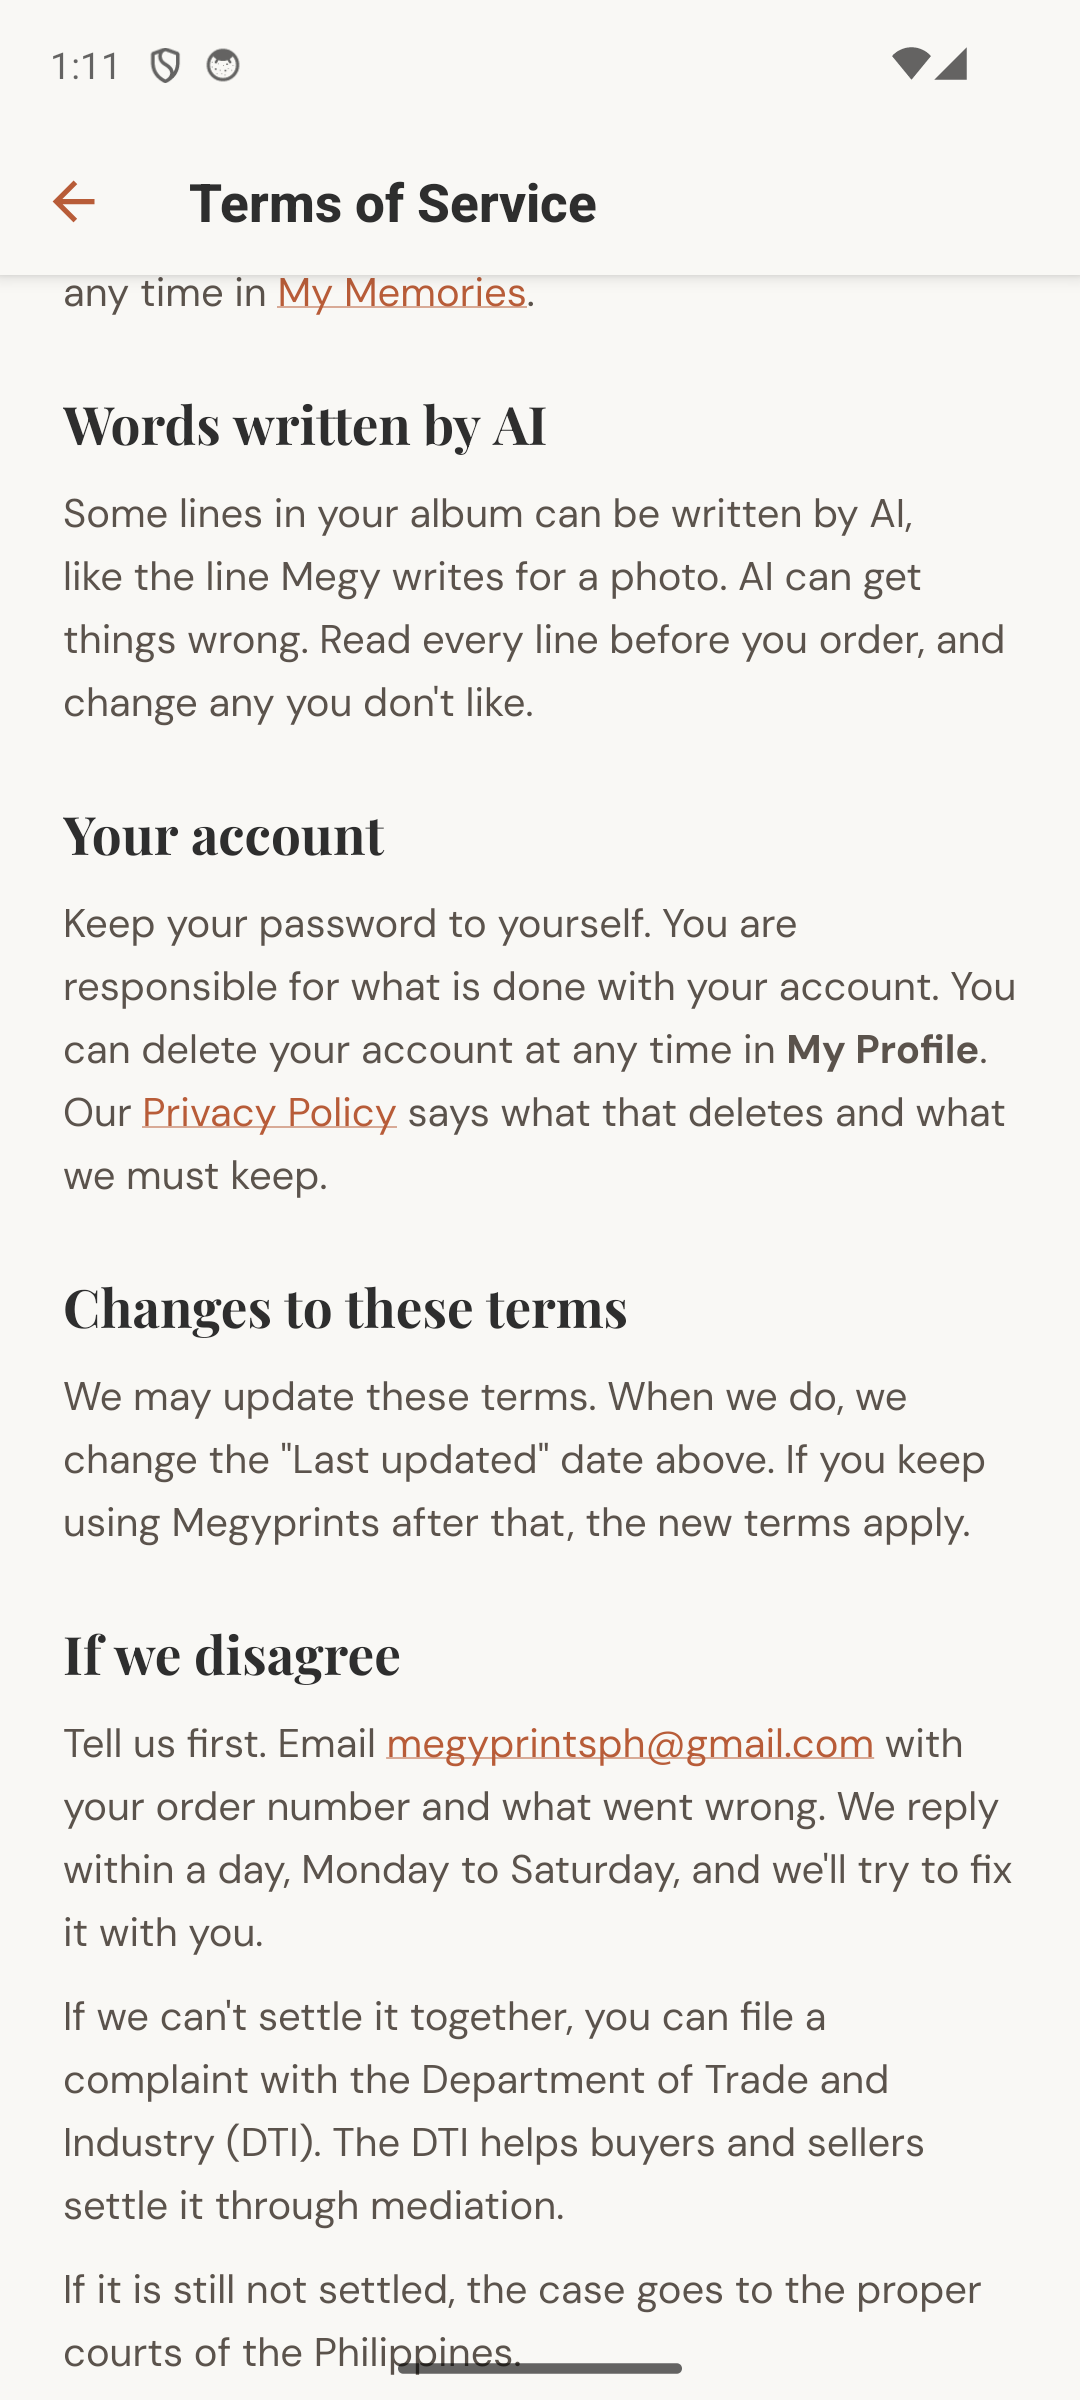 1:11
Terms of Service
any time in My Memories.
Words written by AI
Some lines in your album can be written by AI,
like the line Megy writes for a photo. AI can get
things wrong. Read every line before you order, and
change any you don't like.
Your account
Keep your password to yourself. You are
responsible for what is done with your account. You
can delete your account at any time in My Profile.
Our Privacy Policy says what that deletes and what
we must keep.
Changes to these terms
We may update these terms. When we do, we
change the "Last updated" date above. If you keep
using Megyprints after that, the new terms apply.
If we disagree
Tell us first. Email megyprintsph@gmail.com with
your order number and what went wrong. We reply
within a day, Monday to Saturday, and we'll try to fix
it with you.
If we can't settle it together, you can file a
complaint with the Department of Trade and
Industry (DTI). The DTI helps buyers and sellers
settle it through mediation.
If it is still not settled, the case goes to the proper
courts of the Philippines.